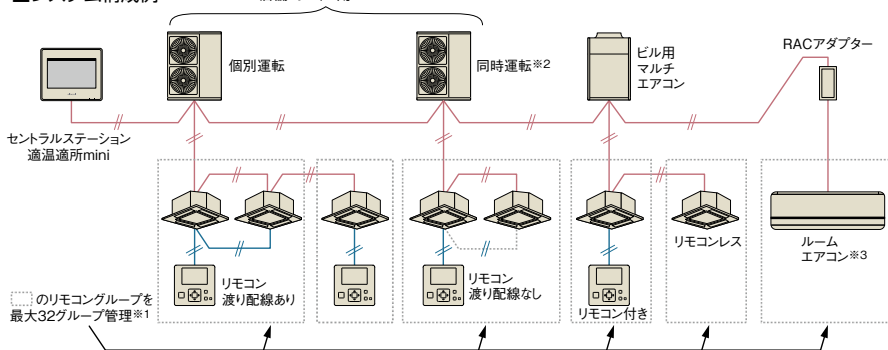 個別運転
同時運転※2
ビル用
マルチ
エアコン
RACアダプター
セントラルステーション
適温適所mini
リモコン
渡り配線あり
リモコン
渡り配線なし
リモコン付き
リモコンレス
ルーム
エアコン※3
のリモコングループを
最大32グループ管理※1